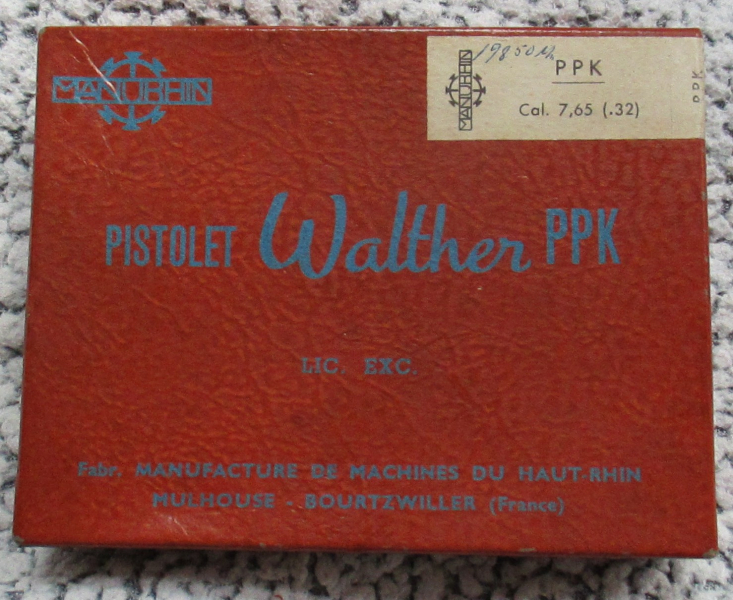 MANURHIN
MANURHIN
PPK
Cal. 7,65 (.32)
PPK
PISTOLET Walther PPK
LIC. EXC.
Fabr. MANUFACTURE DE MACHINES DU HAUT-RHIN
MULHOUSE - BOURTZWILLER (France)